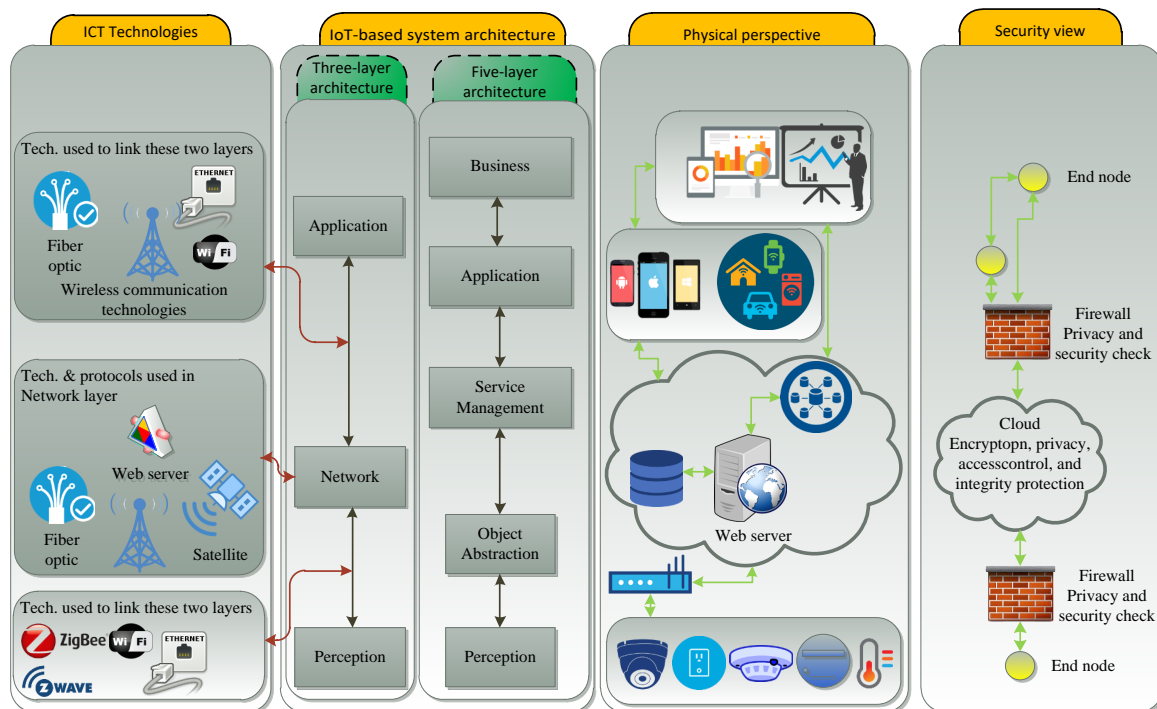 ICT Technologies
Tech. used to link these two layers
ETHERNET
Fiber
optic
Wi Fi
Wireless communication
technologies
Tech. & protocols used in
Network layer
Web server
Fiber
optic
Satellite
Tech. used to link these two layers
ZigBee
Wi Fi
ETHERNET
Z WAVE
IoT-based system architecture
Three-layer
architecture
Application
Network
Perception
Five-layer
architecture
Business
Application
Service
Management
Object
Abstraction
Perception
Physical perspective
Web server
Security view
End node
Firewall
Privacy and
security check
Cloud
Encryptopn, privacy,
accesscontrol, and
integrity protection
Firewall
Privacy and
security check
End node